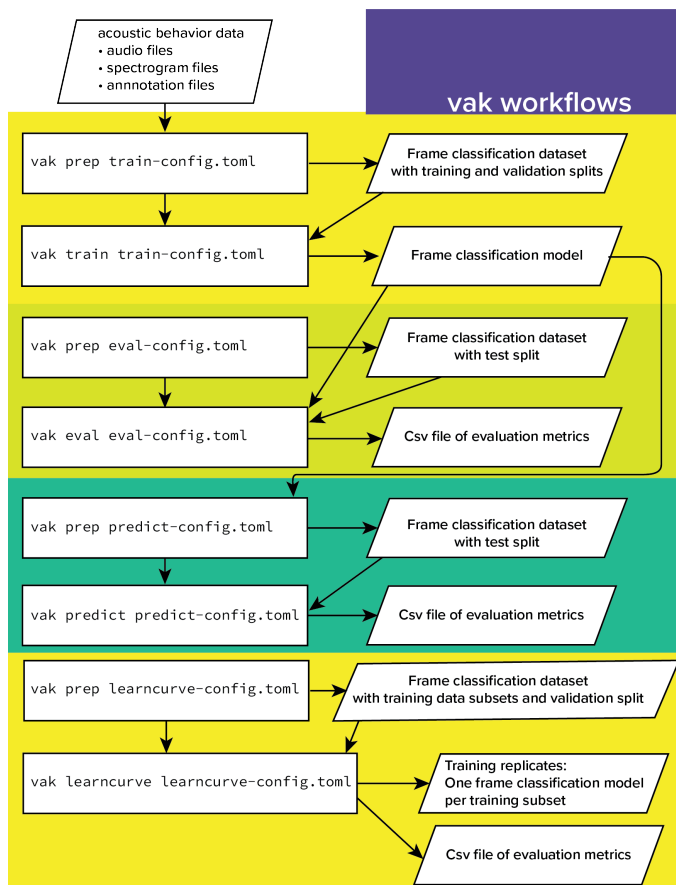 acoustic behavior data
• audio files
• spectrogram files
• annnotation files
vak workflows
vak prep train-config.toml
Frame classification dataset
with training and validation splits
vak train train-config.toml
Frame classification model
vak prep eval-config.toml
Frame classification dataset
with test split
vak eval eval-config.toml
Csv file of evaluation metrics
vak prep predict-config.toml
Frame classification dataset
with test split
vak predict predict-config.toml
Csv file of evaluation metrics
vak prep learncurve-config.toml
Frame classification dataset
with training data subsets and validation split
vak learncurve learncurve-config.toml
Training replicates:
One frame classification model
per training subset
Csv file of evaluation metrics